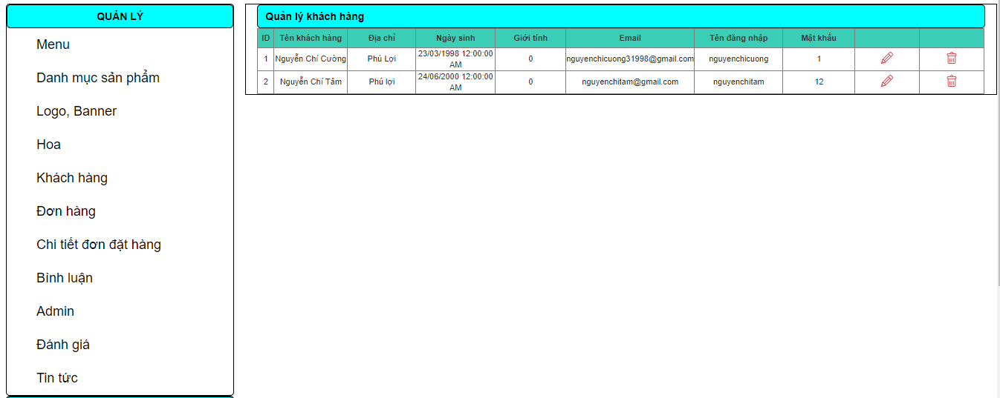 QUẢN LÝ
Menu
Danh mục sản phẩm
Logo, Banner
Hoa
Khách hàng
Đơn hàng
Chi tiết đơn đặt hàng
Bình luận
Admin
Đánh giá
Tin tức
Quản lý khách hàng
ID Tên khách hàng Địa chỉ Ngày sinh Giới tính Email Tên đăng nhập Mật khẩu
1 Nguyễn Chí Cường Phú Lợi 23/03/1998 12:00:00 AM 0 nguyenchicuong31998@gmail.com nguyenchicuong 1
2 Nguyễn Chí Tâm Phú lợi 24/06/2000 12:00:00 AM 0 nguyenchitam@gmail.com nguyenchitam 12